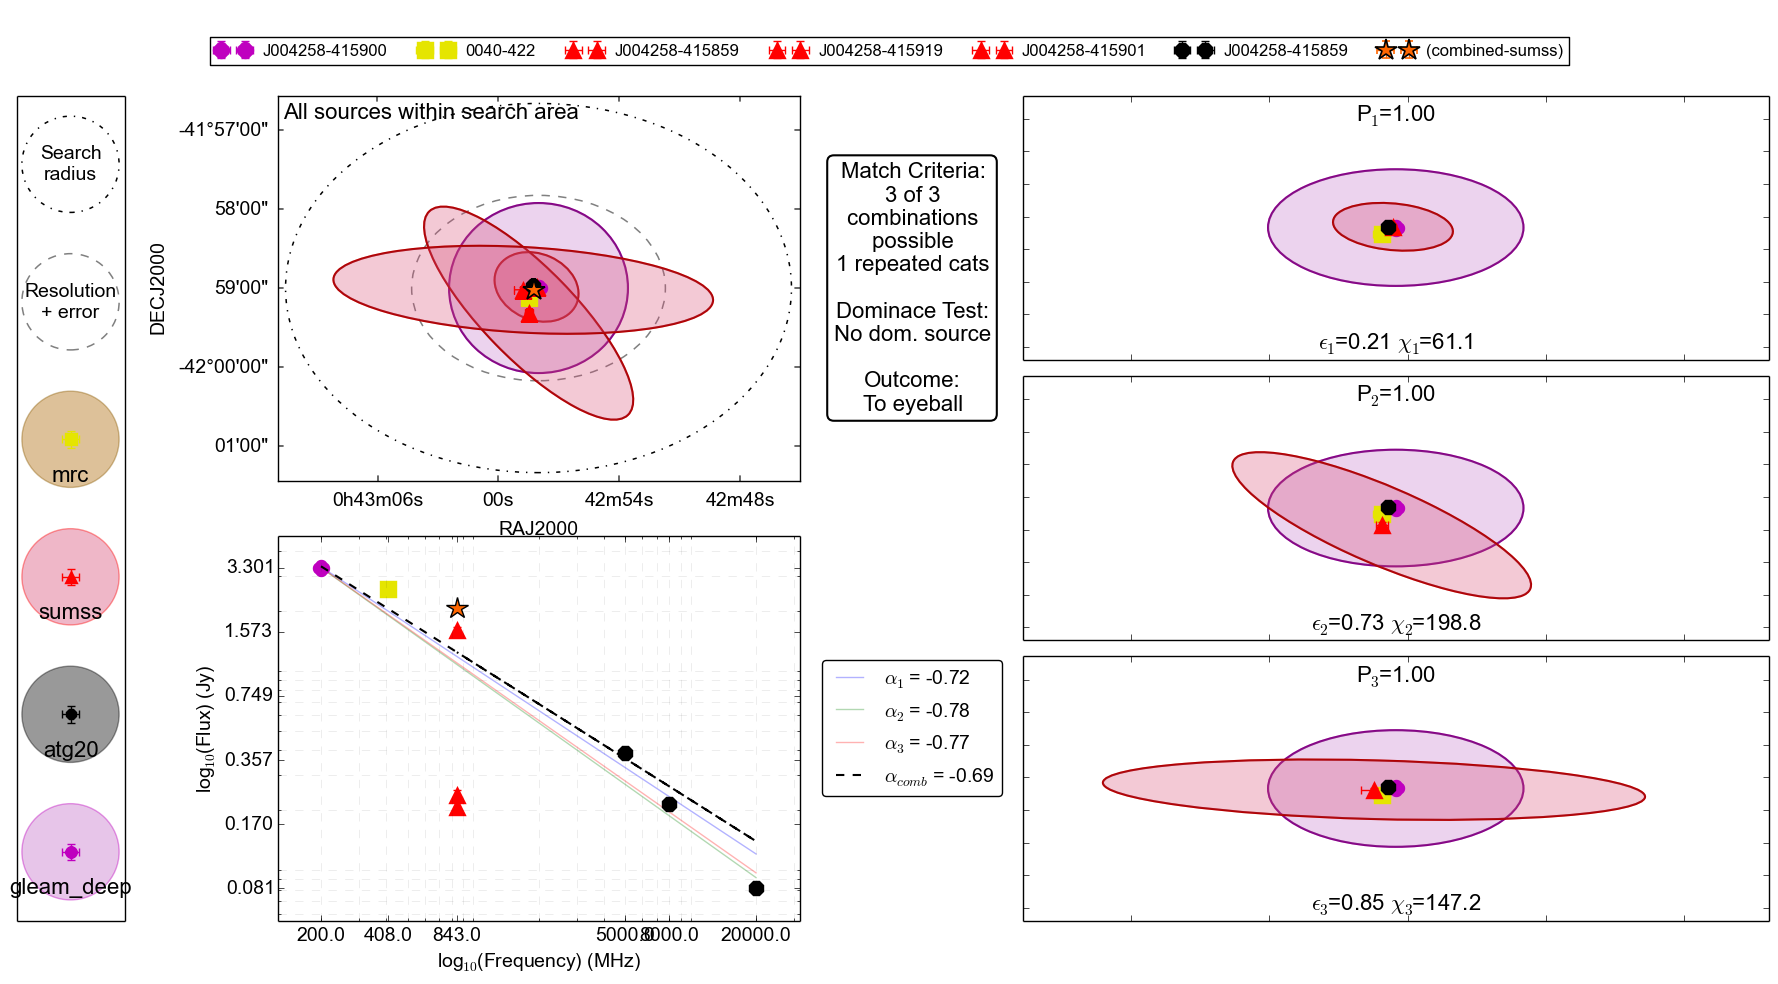 J004258-415900 0040-422 J004258-415859 J004258-415919 J004258-415901 J004258-415859 (combined-sumss)
Search
radius
Resolution
+ error
mrc
sumss
atg20
gleam_deep
All sources within search area
DECJ2000
-41°57'00"
58'00"
59'00"
-42°00'00"
01'00"
0h43m06s 00s 42m54s 42m48s
RAJ2000
log10(Flux) (Jy)
3.301
1.573
0.749
0.357
0.170
0.081
200.0 408.0 843.0 5000.0 8000.0 20000.0
log10(Frequency) (MHz)
Match Criteria:
3 of 3
combinations
possible
1 repeated cats
Dominace Test:
No dom. source
Outcome:
To eyeball
α1 = -0.72
α2 = -0.78
α3 = -0.77
αcomb = -0.69
P1=1.00
ϵ1=0.21 χ1=61.1
P2=1.00
ϵ2=0.73 χ2=198.8
P3=1.00
ϵ3=0.85 χ3=147.2